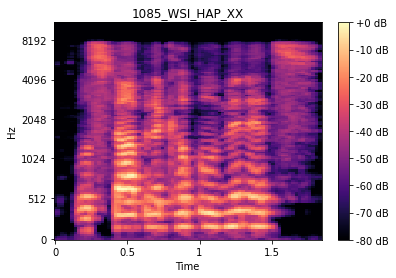 1085_WSI_HAP_XX
+0 dB
8192
-10 dB
4096
-20 dB
-30 dB
2048
Hz
-40 dB
1024
-50 dB
512
-60 dB
-70 dB
0
-80 dB
0 0.5 1 1.5
Time